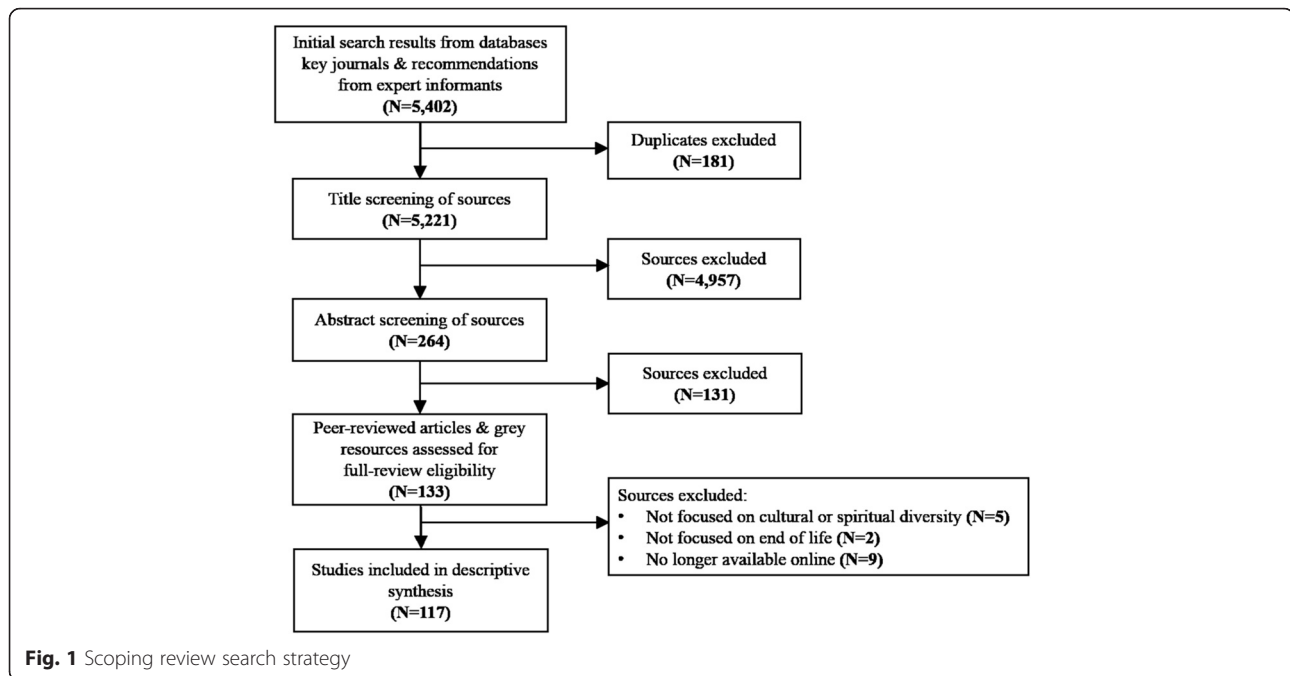 Initial search results from databases
key journals & recommendations
from expert informants
(N=5,402)
Duplicates excluded
(N=181)
Title screening of sources
(N=5,221)
Sources excluded
(N=4,957)
Abstract screening of sources
(N=264)
Sources excluded
(N=131)
Peer-reviewed articles & grey
resources assessed for
full-review eligibility
(N=133)
Sources excluded:
• Not focused on cultural or spiritual diversity (N=5)
• Not focused on end of life (N=2)
• No longer available online (N=9)
Studies included in descriptive
synthesis
(N=117)
Fig. 1 Scoping review search strategy